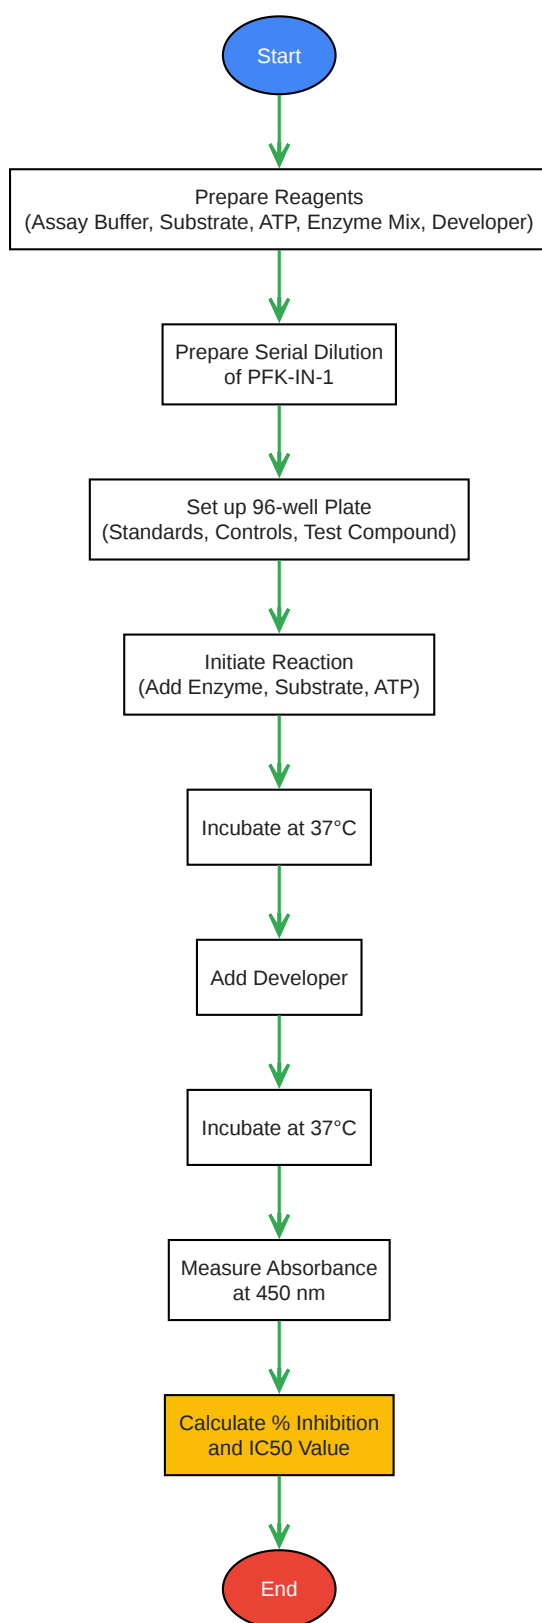 Start
Prepare Reagents
(Assay Buffer, Substrate, ATP, Enzyme Mix, Developer)
Prepare Serial Dilution
of PFK-IN-1
Set up 96-well Plate
(Standards, Controls, Test Compound)
Initiate Reaction
(Add Enzyme, Substrate, ATP)
Incubate at 37°C
Add Developer
Incubate at 37°C
Measure Absorbance
at 450 nm
Calculate % Inhibition
and IC50 Value
End